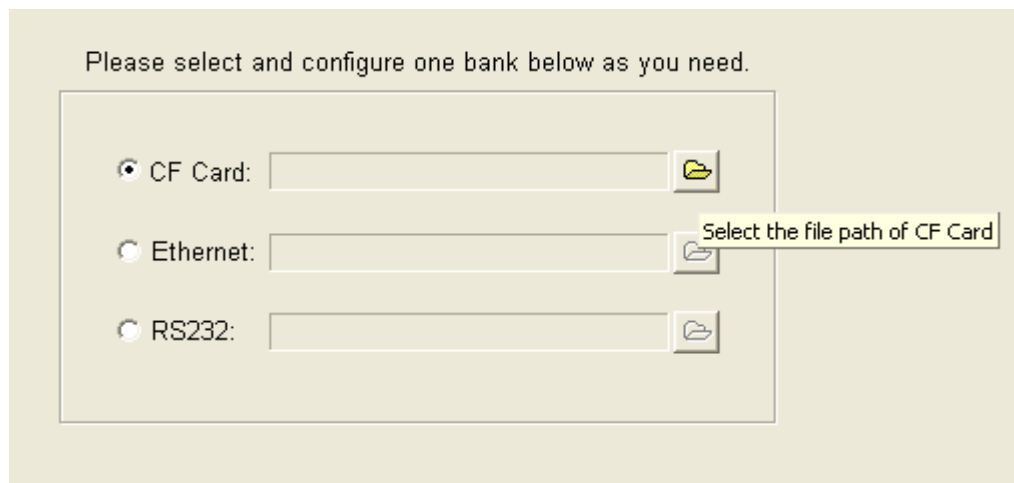 Please select and configure one bank below as you need.
CF Card:
Select the file path of CF Card
Ethernet:
RS232: